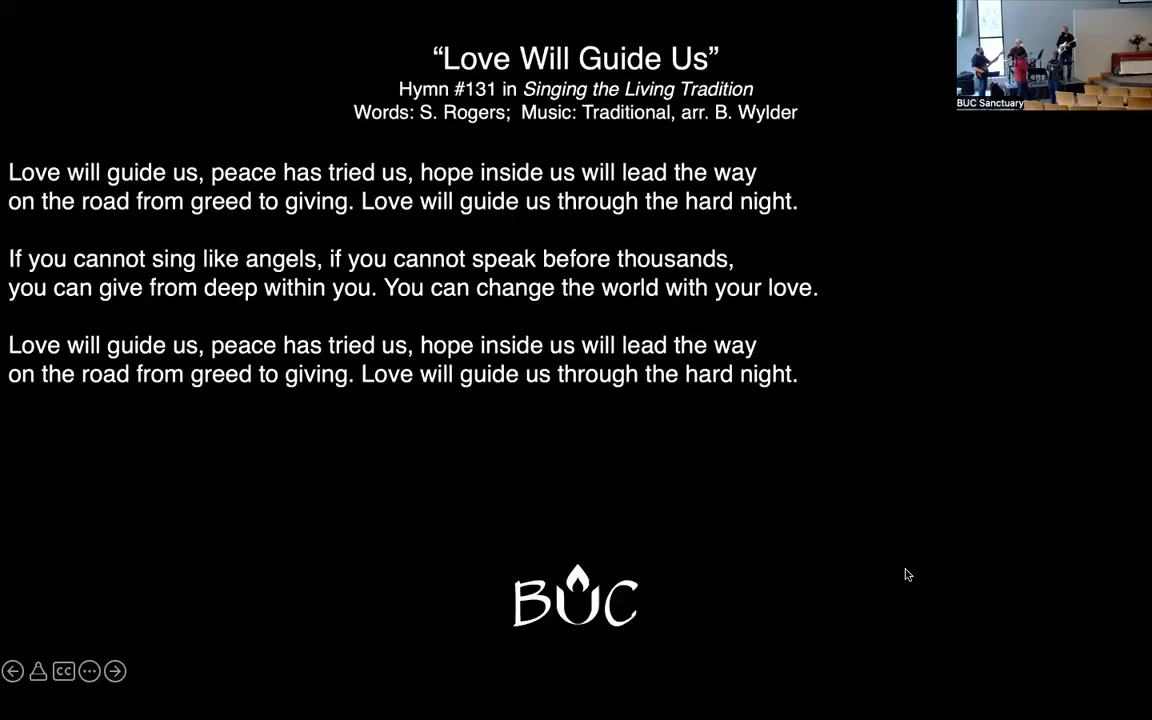 “Love Will Guide Us”
Hymn #131 in Singing the Living Tradition
Words: S. Rogers; Music: Traditional, arr. B. Wylder
BUC Sanctuary
Love will guide us, peace has tried us, hope inside us will lead the way
on the road from greed to giving. Love will guide us through the hard night.
If you cannot sing like angels, if you cannot speak before thousands,
you can give from deep within you. You can change the world with your love.
Love will guide us, peace has tried us, hope inside us will lead the way
on the road from greed to giving. Love will guide us through the hard night.
BUC
CC